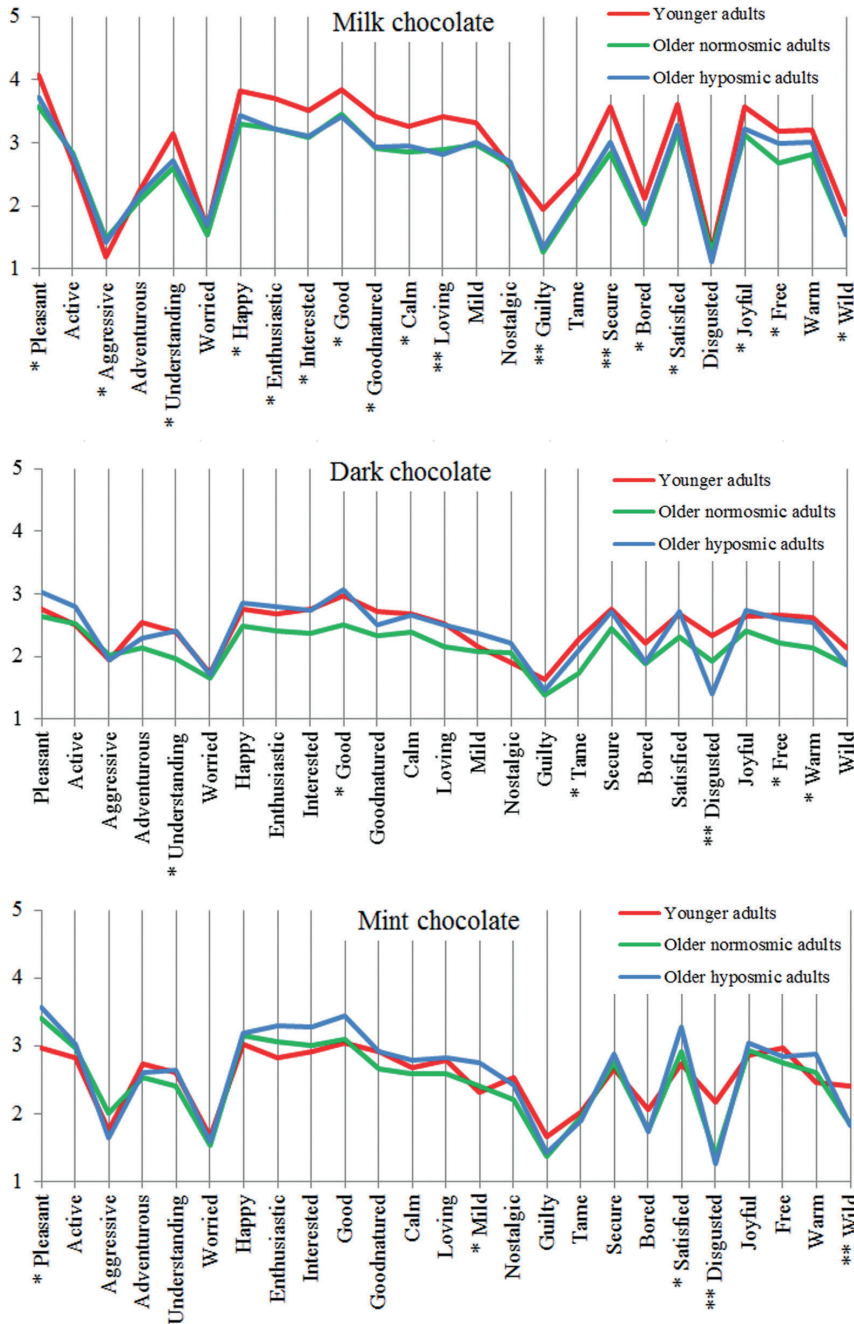 Milk chocolate
Younger adults
Older normosmic adults
Older hyposmic adults
5
4
3
2
1
* Pleasant
Active
* Aggressive
Adventurous
* Understanding
Worried
* Happy
* Enthusiastic
* Interested
* Good
* Goodnatured
* Calm
** Loving
Mild
Nostalgic
** Guilty
Tame
** Secure
* Bored
* Satisfied
Disgusted
* Joyful
* Free
Warm
* Wild
Dark chocolate
Younger adults
Older normosmic adults
Older hyposmic adults
5
4
3
2
1
Pleasant
Active
Aggressive
Adventurous
* Understanding
Worried
Happy
Enthusiastic
Interested
* Good
Goodnatured
Calm
Loving
Mild
Nostalgic
Guilty
* Tame
Secure
Bored
Satisfied
** Disgusted
Joyful
* Free
* Warm
Wild
Mint chocolate
Younger adults
Older normosmic adults
Older hyposmic adults
5
4
3
2
1
* Pleasant
Active
Aggressive
Adventurous
Understanding
Worried
Happy
Enthusiastic
Interested
Good
Goodnatured
Calm
Loving
* Mild
Nostalgic
Guilty
Tame
Secure
Bored
* Satisfied
** Disgusted
Joyful
Free
Warm
** Wild